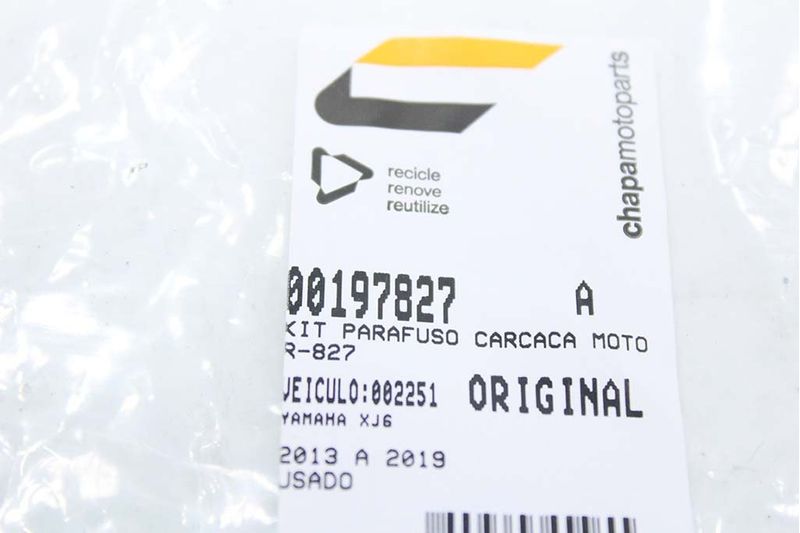 recicle
renove
reutilize
chapamotoparts
00197827 A
KIT PARAFUSO CARCACA MOTO
R-827
VEICULO:002251 ORIGINAL
YAMAHA XJ6
2013 A 2019
USADO